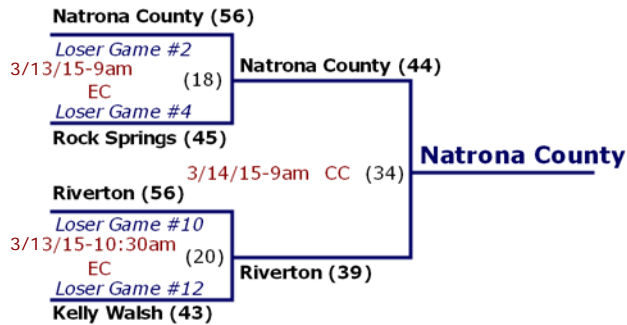 Natrona County (56)
Loser Game #2
3/13/15-9am
EC
(18)
Loser Game #4
Rock Springs (45)
Natrona County (44)
3/14/15-9am CC (34)
Natrona County
Riverton (56)
Loser Game #10
3/13/15-10:30am
EC
(20)
Loser Game #12
Kelly Walsh (43)
Riverton (39)